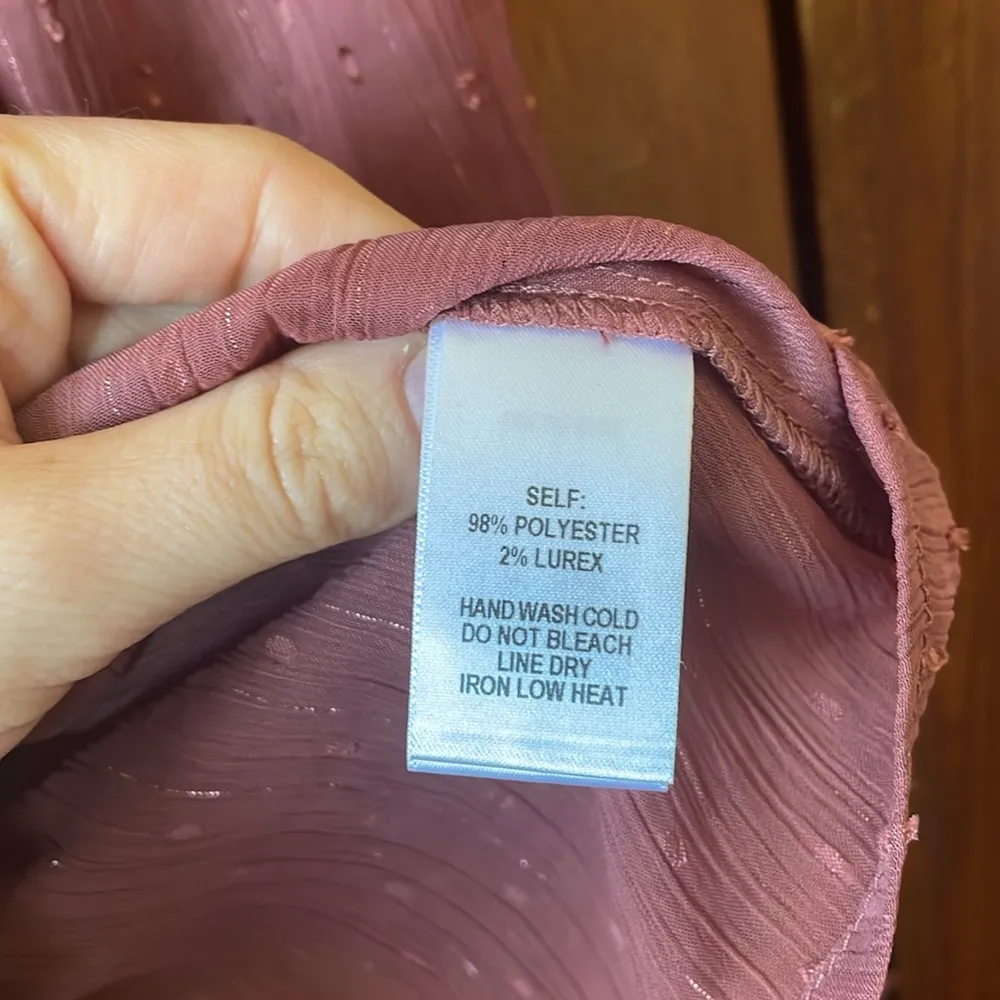 SELF:
98% POLYESTER
2% LUREX
HAND WASH COLD
DO NOT BLEACH
LINE DRY
IRON LOW HEAT